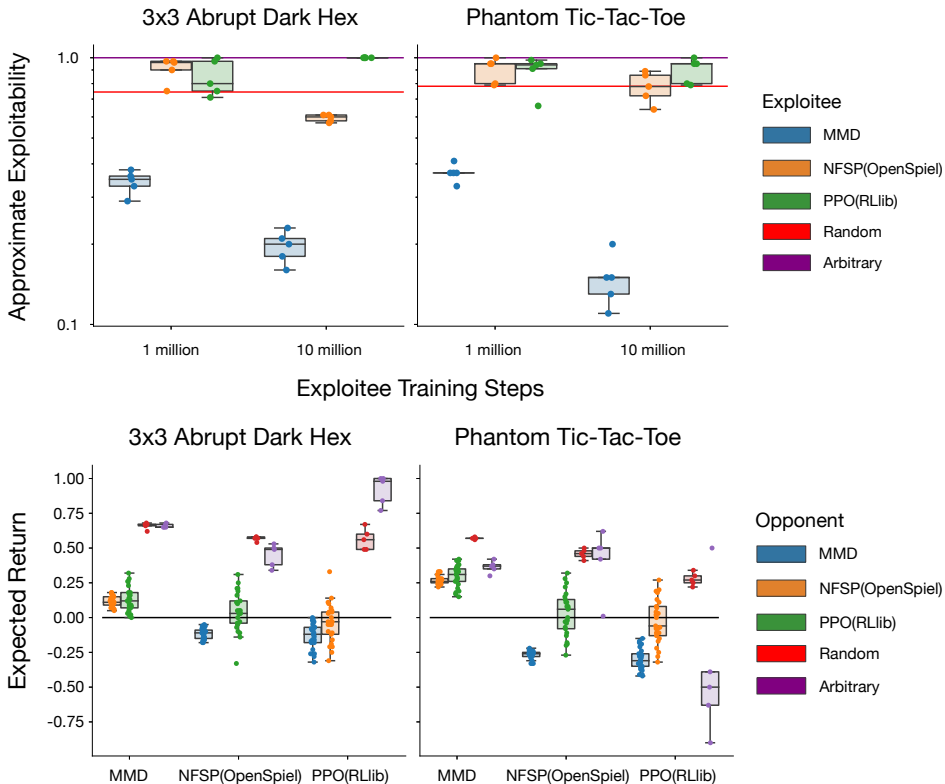 3x3 Abrupt Dark Hex
Phantom Tic-Tac-Toe
Approximate Exploitability
1.0
0.1
1 million
10 million
1 million
10 million
Exploitee Training Steps
Exploitee
MMD
NFSP(OpenSpiel)
PPO(RLlib)
Random
Arbitrary
3x3 Abrupt Dark Hex
Phantom Tic-Tac-Toe
Expected Return
1.00
0.75
0.50
0.25
0.00
-0.25
-0.50
-0.75
MMD
NFSP(OpenSpiel)
PPO(RLlib)
MMD
NFSP(OpenSpiel)
PPO(RLlib)
Opponent
MMD
NFSP(OpenSpiel)
PPO(RLlib)
Random
Arbitrary